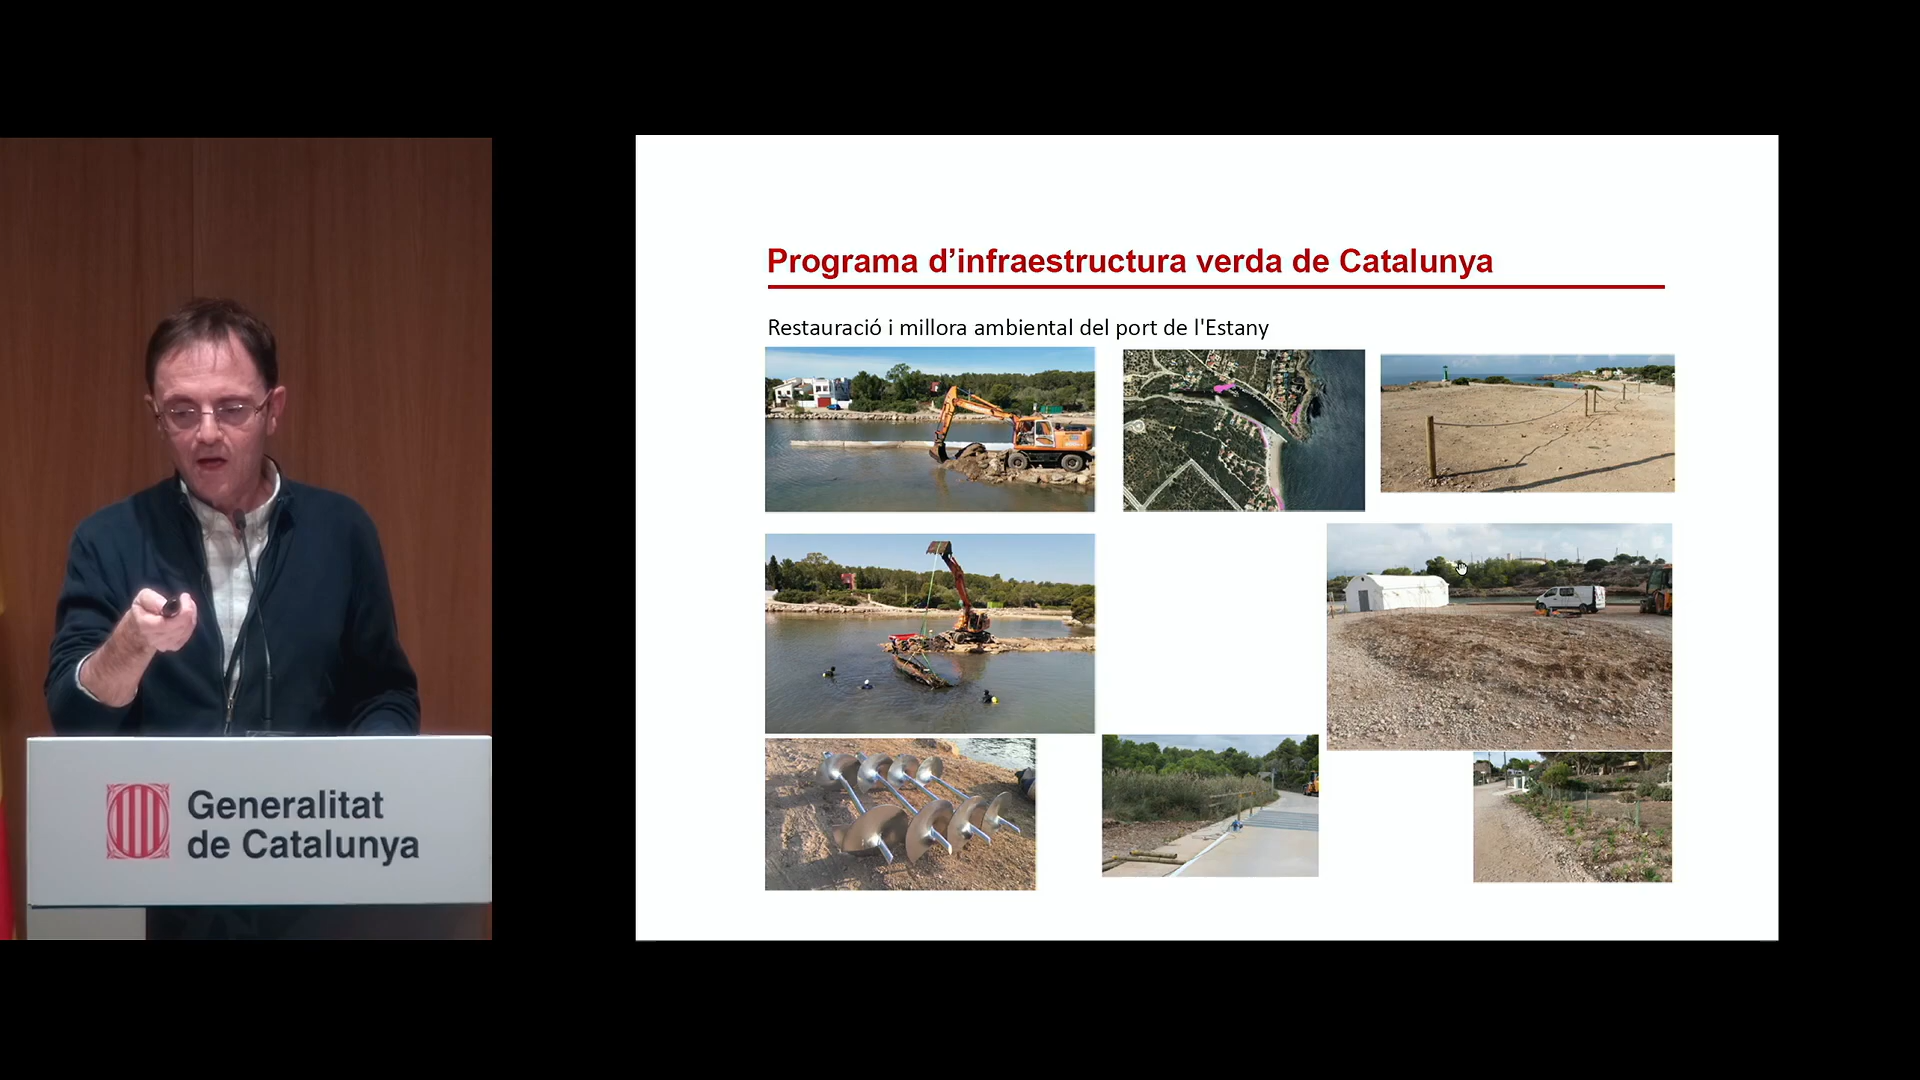 Programa d’infraestructura verda de Catalunya
Restauració i millora ambiental del port de l'Estany
Generalitat
de Catalunya